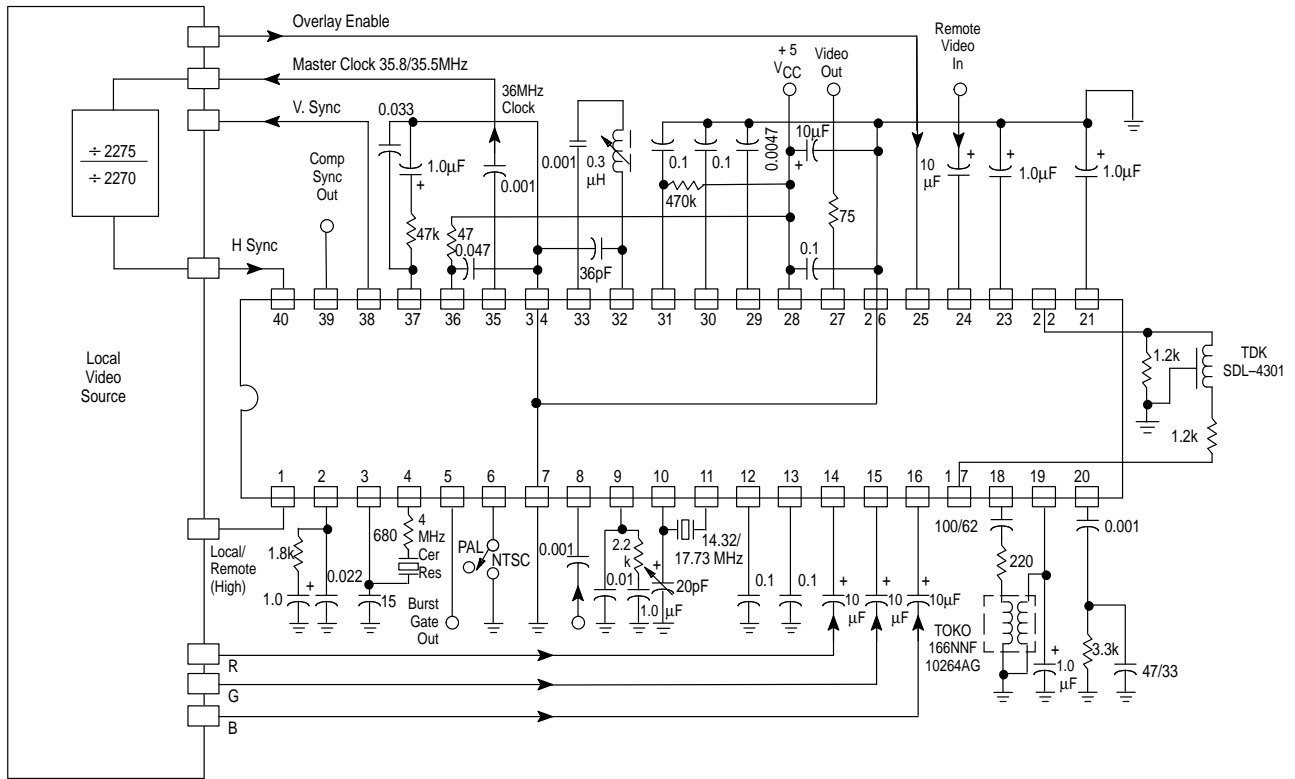 Overlay Enable
Master Clock 35.8/35.5MHz
V. Sync
÷ 2275
÷ 2270
H Sync
Comp
Sync
Out
0.033
1.0µF
+
47k
36MHz
Clock
0.001
47
0.047
0.001
0.3
µH
36pF
0.1
0.1
0.0047
470k
+ 5
VCC
Video
Out
10µF
+
75
0.1
10
µF
Remote
Video
In
+
+
1.0µF
+
1.0µF
40
39
38
37
36
35
3 4
33
32
31
30
29
28
27
2 6
25
24
23
2 2
21
Local
Video
Source
1.2k
TDK
SDL–4301
1.2k
1
2
3
4
5
6
7
8
9
10
11
12
13
14
15
16
1 7
18
19
20
Local/
Remote
(High)
1.8k
+
1.0
0.022
680
4
MHz
Cer
Res
15
Burst
Gate
Out
PAL
NTSC
0.001
0.01
2.2
k
1.0
+
µF
20pF
14.32/
17.73 MHz
0.1
0.1
+
10
µF
+
10
µF
+
10µF
100/62
220
TOKO
166NNF
10264AG
+
1.0
µF
0.001
3.3k
47/33
R
G
B